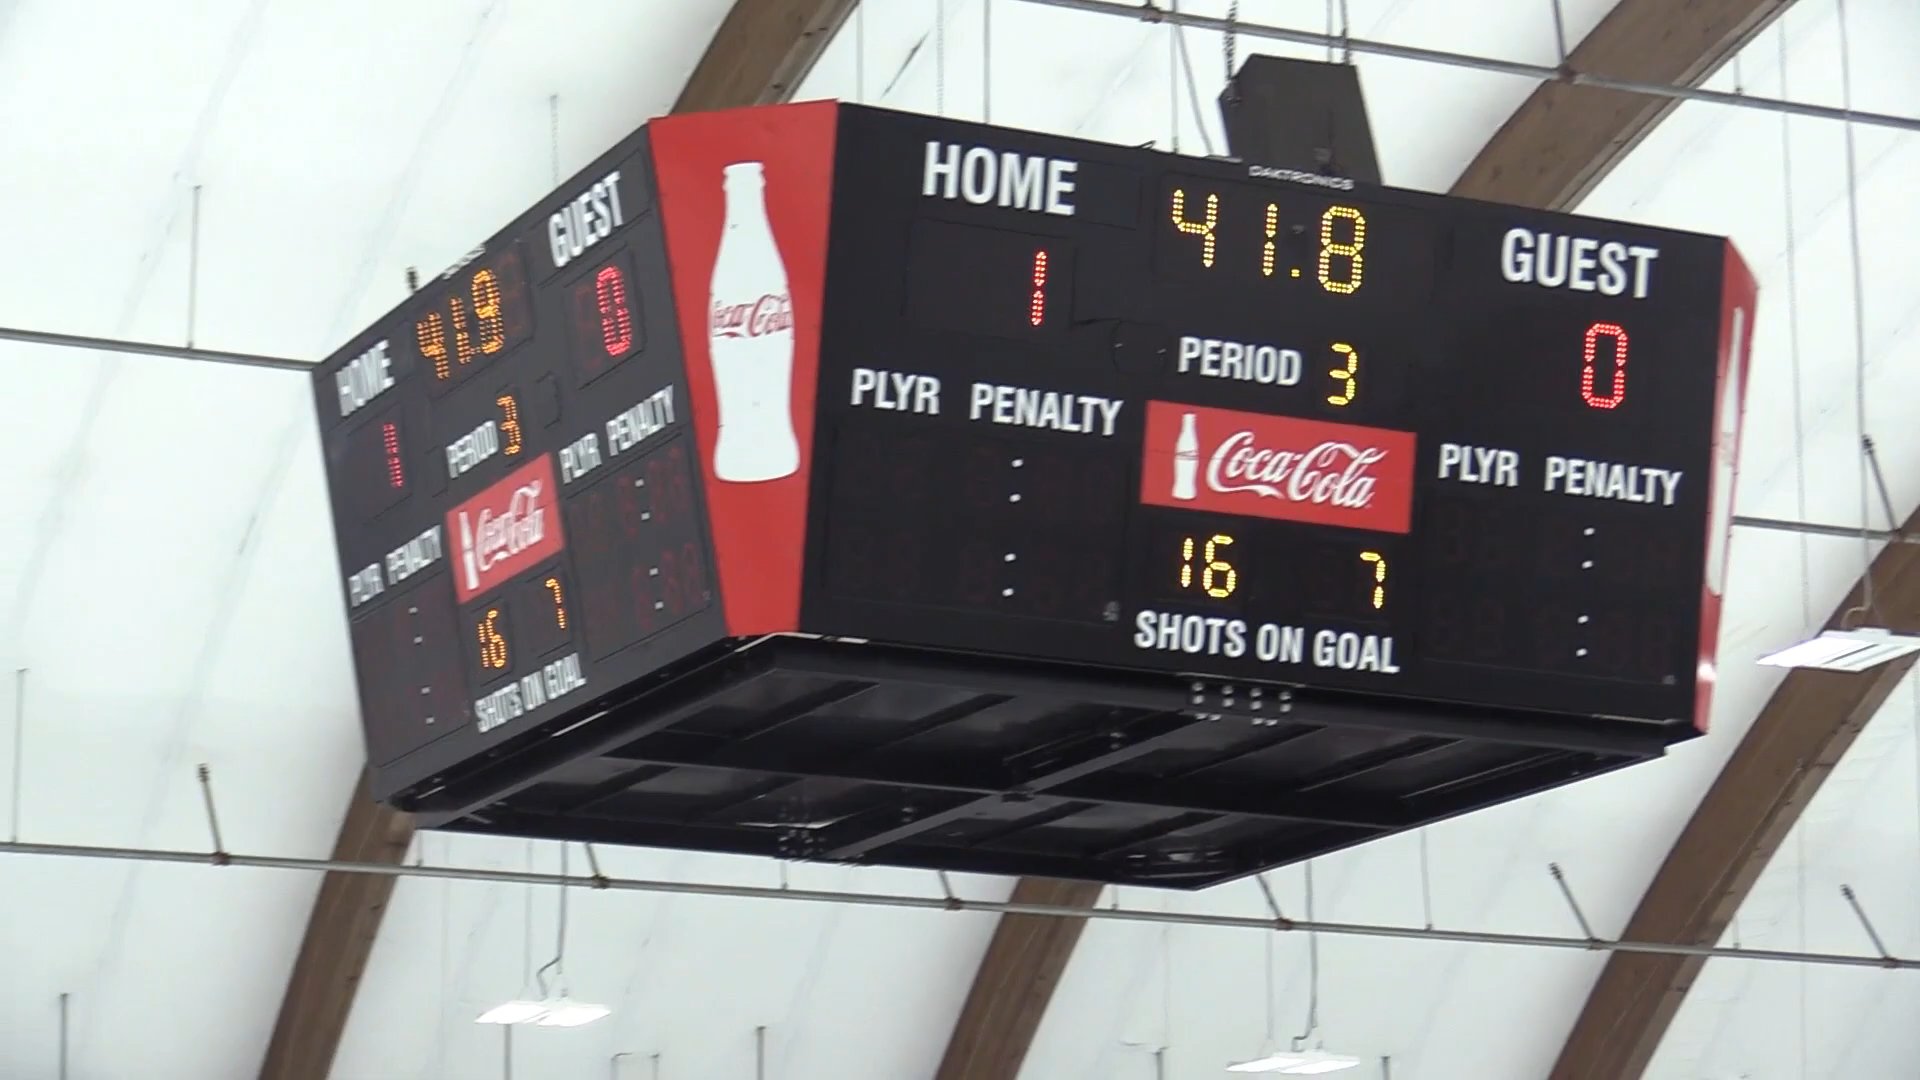 DAKTRONICS
HOME 41.8 GUEST
1 PERIOD 3 0
PLYR PENALTY Coca-Cola PLYR PENALTY
: :
16 7
: :
SHOTS ON GOAL
Coca-Cola
GUEST
HOME 41.8 0
1 PERIOD 3 PLYR PENALTY
PLYR PENALTY Coca-Cola
16 7
SHOTS ON GOAL